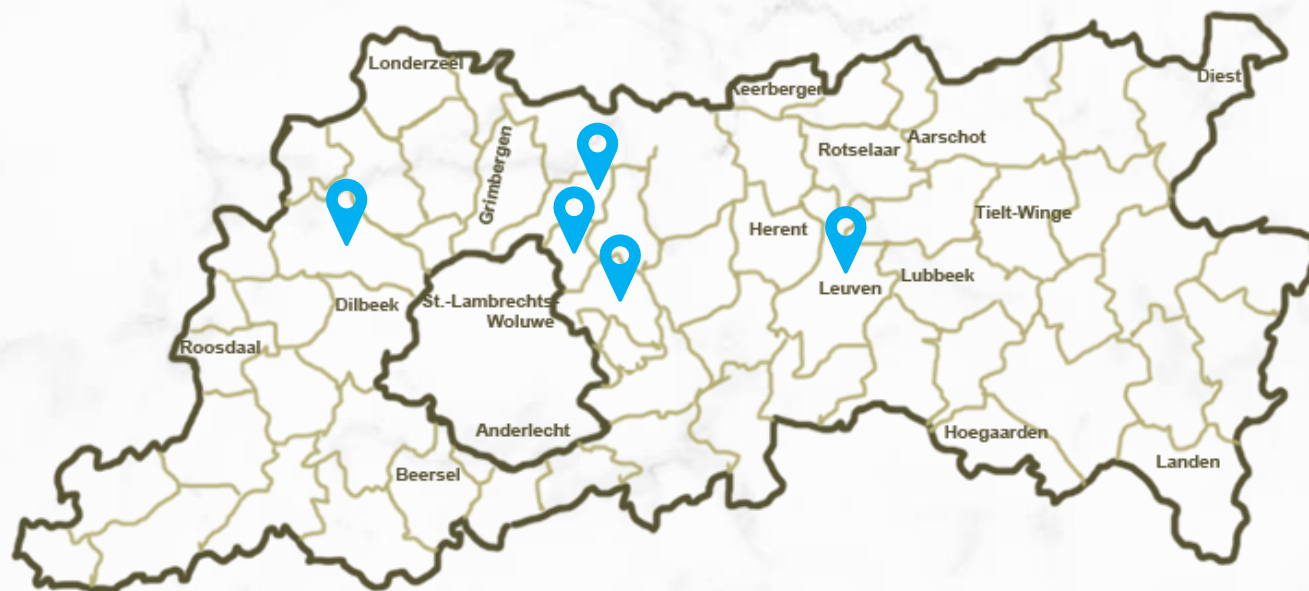 Londerzeel
Diest
Keerbergen
Grimbergen
Aarschot
Rotselaar
Tielt-Winge
Herent
Lubbeek
Leuven
Dilbeek
St.-Lambrechts-
Woluwe
Roosdaal
Anderlecht
Hoegaarden
Landen
Beersel